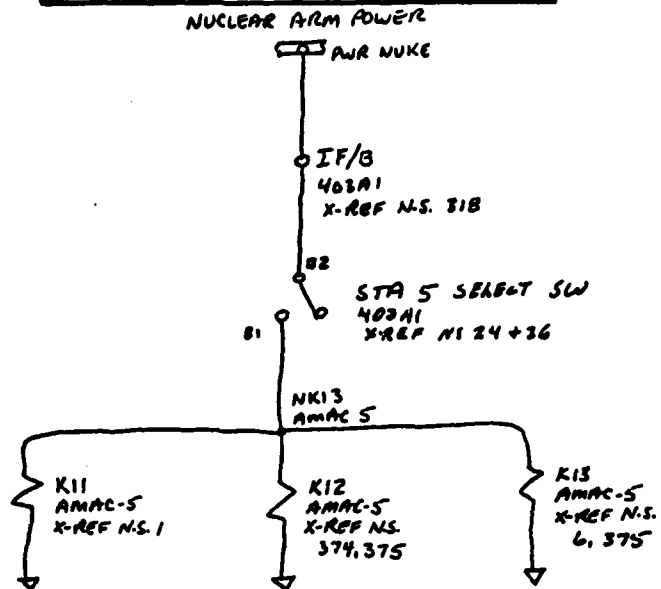 NUCLEAR ARM POWER
PWR NUKE
IF/B
403A1
X-REF N.S. 31B
B2
STA 5 SELECT SW
403A1
X-REF NS 24 + 36
B1
NK13
AMAC 5
K11
AMAC-5
X-REF N.S. 1
K12
AMAC-5
X-REF N.S.
374, 375
K13
AMAC-5
X-REF N.S.
6, 375